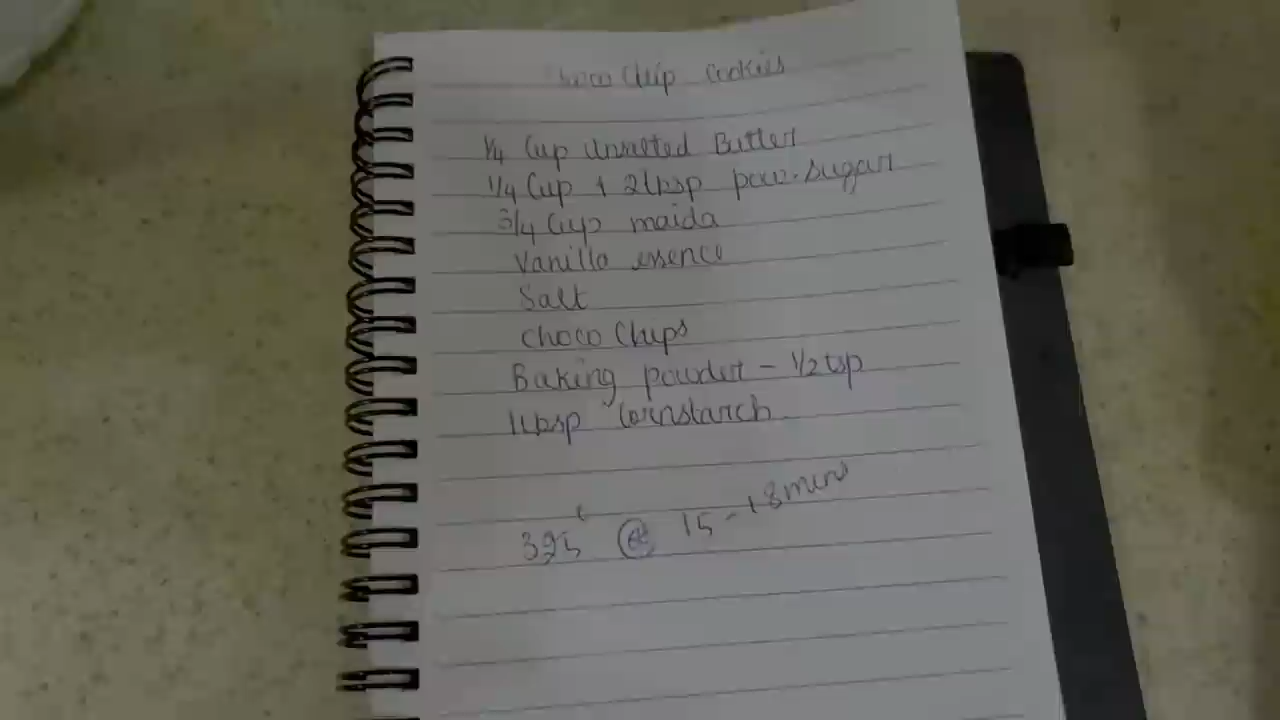 Choco Chip Cookies
1/4 Cup Unsalted Butter
1/4 Cup + 2tbsp pow. sugar
3/4 Cup maida
Vanilla essence
Salt
Choco Chips
Baking powder - 1/2 tsp
1tbsp Cornstarch
@ 15-18 mins